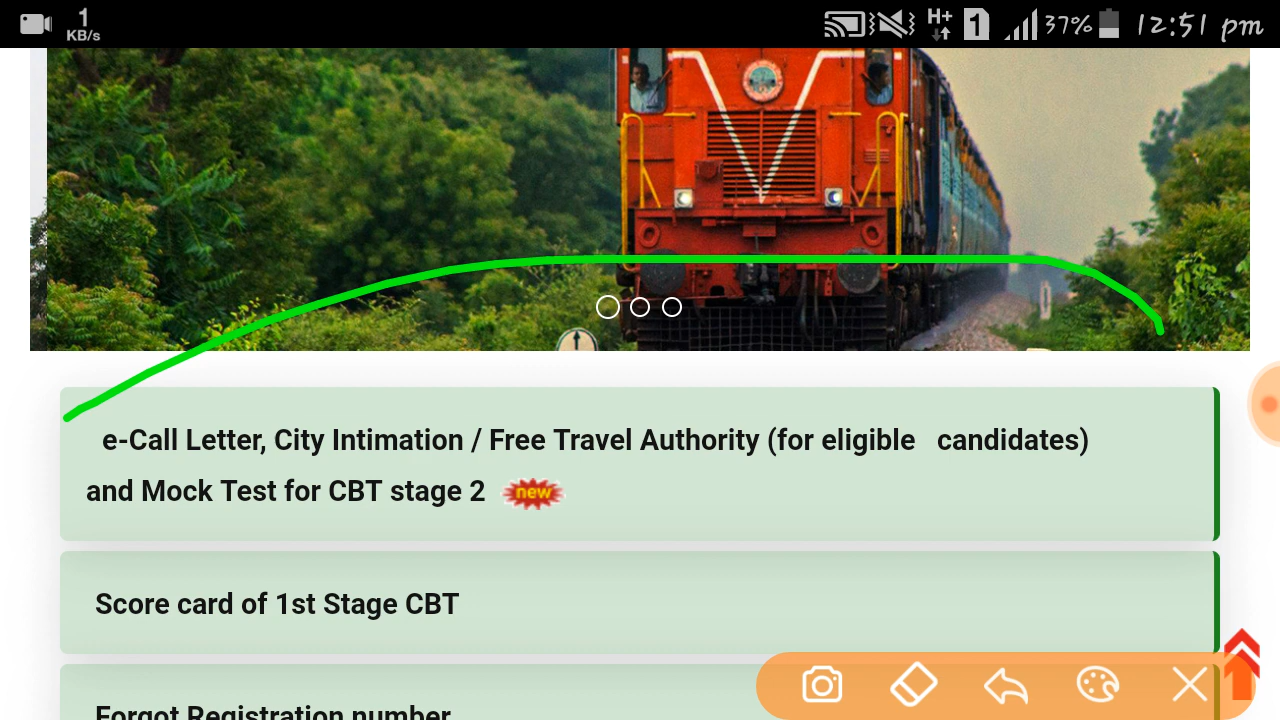 1
KB/s
H+
1
37%
12:51 pm
e-Call Letter, City Intimation / Free Travel Authority (for eligible candidates)
and Mock Test for CBT stage 2 new
Score card of 1st Stage CBT
Forgot Registration number